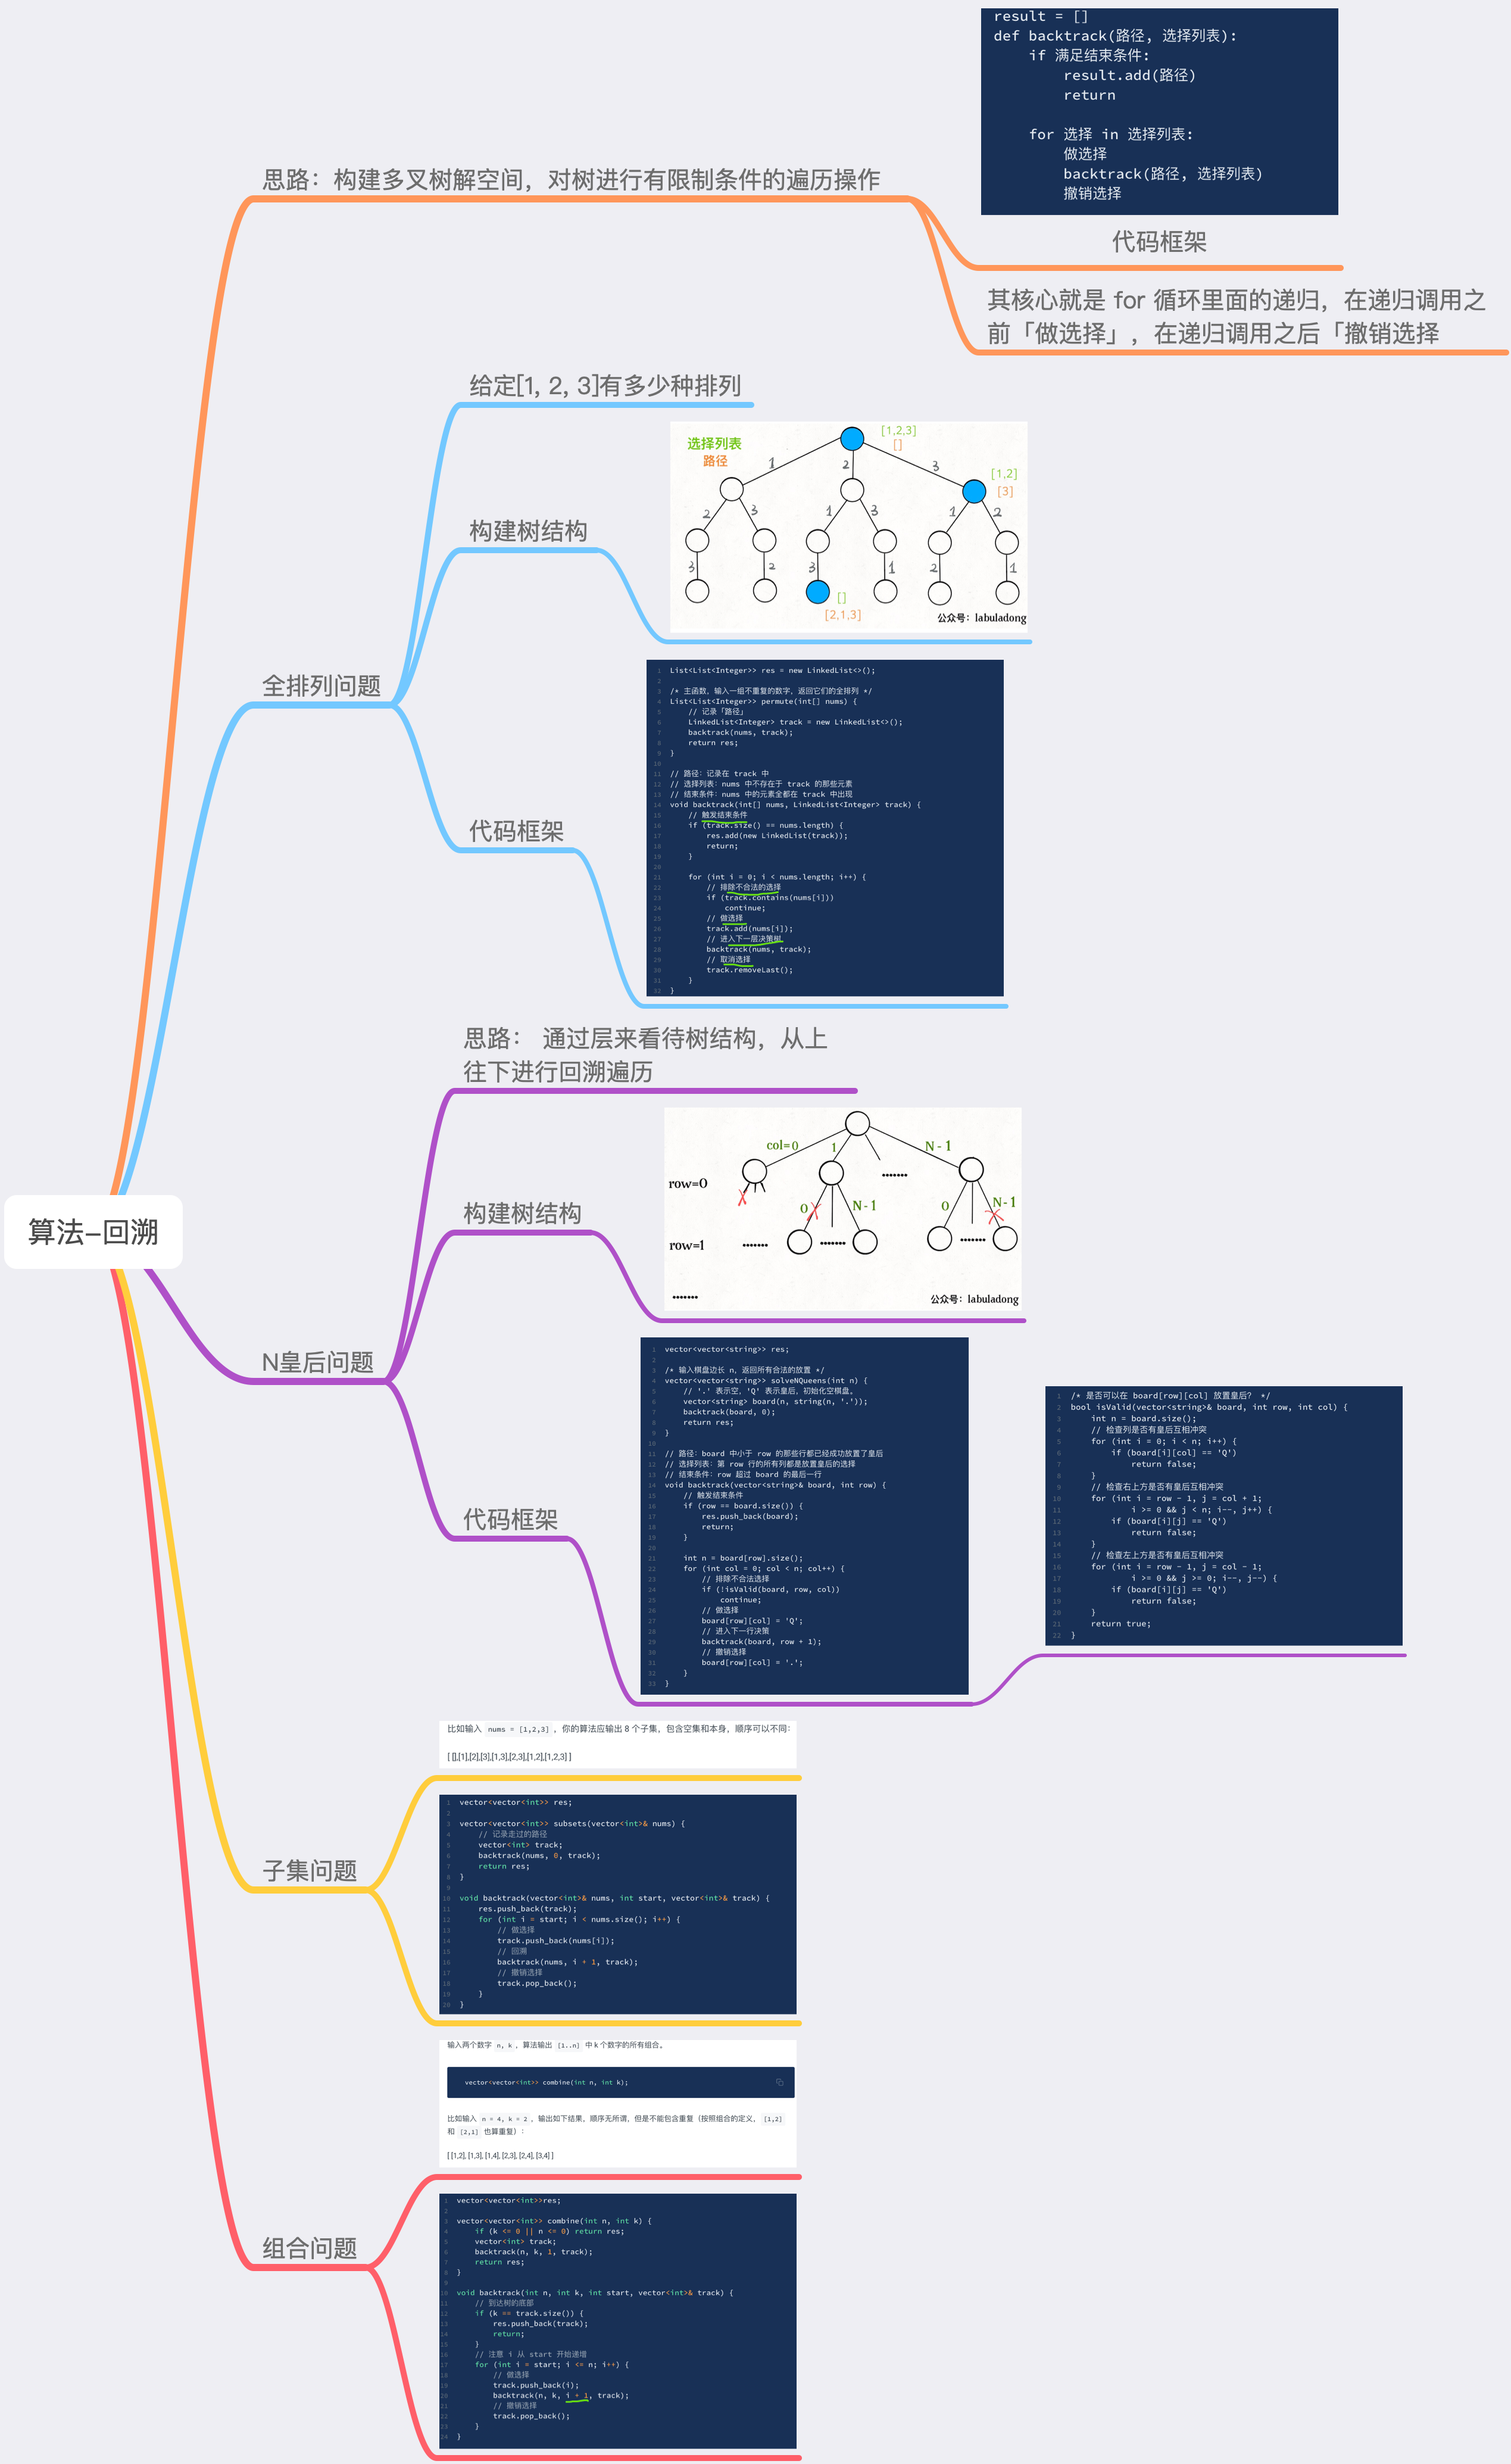 result = []
def backtrack(路径, 选择列表):
    if 满足结束条件:
        result.add(路径)
        return
    for 选择 in 选择列表:
        做选择
        backtrack(路径, 选择列表)
        撤销选择
思路：构建多叉树解空间，对树进行有限制条件的遍历操作
代码框架
其核心就是 for 循环里面的递归，在递归调用之
前「做选择」，在递归调用之后「撤销选择
给定[1, 2, 3]有多少种排列
选择列表
路径
[1,2,3]
[]
1
2
3
[1,2]
[3]
2
3
1
3
1
2
3
2
3
1
2
1
[]
[2,1,3]
公众号：labuladong
构建树结构
全排列问题
1 List<List<Integer>> res = new LinkedList<>();
2
3 /* 主函数，输入一组不重复的数字，返回它们的全排列 */
4 List<List<Integer>> permute(int[] nums) {
5     // 记录「路径」
6     LinkedList<Integer> track = new LinkedList<>();
7     backtrack(nums, track);
8     return res;
9 }
10
11 // 路径：记录在 track 中
12 // 选择列表：nums 中不存在于 track 的那些元素
13 // 结束条件：nums 中的元素全都在 track 中出现
14 void backtrack(int[] nums, LinkedList<Integer> track) {
15     // 触发结束条件
16     if (track.size() == nums.length) {
17         res.add(new LinkedList(track));
18         return;
19     }
20
21     for (int i = 0; i < nums.length; i++) {
22         // 排除不合法的选择
23         if (track.contains(nums[i]))
24             continue;
25         // 做选择
26         track.add(nums[i]);
27         // 进入下一层决策树
28         backtrack(nums, track);
29         // 取消选择
30         track.removeLast();
31     }
32 }
代码框架
思路： 通过层来看待树结构，从上
往下进行回溯遍历
col=0
1
N-1
row=0
0
N-1
0
N-1
row=1
公众号：labuladong
构建树结构
算法-回溯
N皇后问题
1 vector<vector<string>> res;
2
3 /* 输入棋盘边长 n，返回所有合法的放置 */
4 vector<vector<string>> solveNQueens(int n) {
5     // '.' 表示空，'Q' 表示皇后，初始化空棋盘。
6     vector<string> board(n, string(n, '.'));
7     backtrack(board, 0);
8     return res;
9 }
10
11 // 路径：board 中小于 row 的那些行都已经成功放置了皇后
12 // 选择列表：第 row 行的所有列都是放置皇后的选择
13 // 结束条件：row 超过 board 的最后一行
14 void backtrack(vector<string>& board, int row) {
15     // 触发结束条件
16     if (row == board.size()) {
17         res.push_back(board);
18         return;
19     }
20
21     int n = board[row].size();
22     for (int col = 0; col < n; col++) {
23         // 排除不合法选择
24         if (!isValid(board, row, col))
25             continue;
26         // 做选择
27         board[row][col] = 'Q';
28         // 进入下一行决策
29         backtrack(board, row + 1);
30         // 撤销选择
31         board[row][col] = '.';
32     }
33 }
代码框架
1 /* 是否可以在 board[row][col] 放置皇后？ */
2 bool isValid(vector<string>& board, int row, int col) {
3     int n = board.size();
4     // 检查列是否有皇后互相冲突
5     for (int i = 0; i < n; i++) {
6         if (board[i][col] == 'Q')
7             return false;
8     }
9     // 检查右上方是否有皇后互相冲突
10     for (int i = row - 1, j = col + 1;
11             i >= 0 && j < n; i--, j++) {
12         if (board[i][j] == 'Q')
13             return false;
14     }
15     // 检查左上方是否有皇后互相冲突
16     for (int i = row - 1, j = col - 1;
17             i >= 0 && j >= 0; i--, j--) {
18         if (board[i][j] == 'Q')
19             return false;
20     }
21     return true;
22 }
比如输入 nums = [1,2,3]，你的算法应输出 8 个子集，包含空集和本身，顺序可以不同：
[ [],[1],[2],[3],[1,3],[2,3],[1,2],[1,2,3] ]
子集问题
1 vector<vector<int>> res;
2
3 vector<vector<int>> subsets(vector<int>& nums) {
4     // 记录走过的路径
5     vector<int> track;
6     backtrack(nums, 0, track);
7     return res;
8 }
9
10 void backtrack(vector<int>& nums, int start, vector<int>& track) {
11     res.push_back(track);
12     for (int i = start; i < nums.size(); i++) {
13         // 做选择
14         track.push_back(nums[i]);
15         // 回溯
16         backtrack(nums, i + 1, track);
17         // 撤销选择
18         track.pop_back();
19     }
20 }
输入两个数字 n, k，算法输出 [1..n] 中 k 个数字的所有组合。
vector<vector<int>> combine(int n, int k);
比如输入 n = 4, k = 2，输出如下结果，顺序无所谓，但是不能包含重复（按照组合的定义，[1,2]
和 [2,1] 也算重复）：
[ [1,2], [1,3], [1,4], [2,3], [2,4], [3,4] ]
组合问题
1 vector<vector<int>>res;
2
3 vector<vector<int>> combine(int n, int k) {
4     if (k <= 0 || n <= 0) return res;
5     vector<int> track;
6     backtrack(n, k, 1, track);
7     return res;
8 }
9
10 void backtrack(int n, int k, int start, vector<int>& track) {
11     // 到达树的底部
12     if (k == track.size()) {
13         res.push_back(track);
14         return;
15     }
16     // 注意 i 从 start 开始递增
17     for (int i = start; i <= n; i++) {
18         // 做选择
19         track.push_back(i);
20         backtrack(n, k, i + 1, track);
21         // 撤销选择
22         track.pop_back();
23     }
24 }